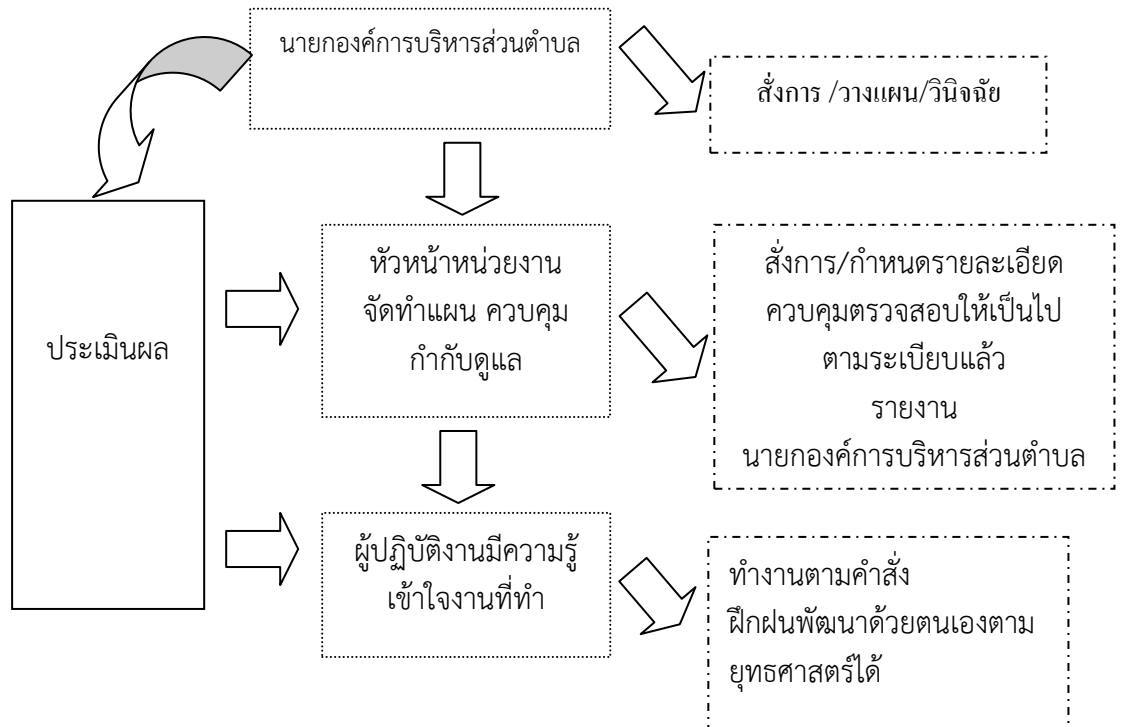 นายกองค์การบริหารส่วนตำบล
สั่งการ /วางแผน/วินิจฉัย
ประเมินผล
หัวหน้าหน่วยงาน
จัดทำแผน ควบคุม
กำกับดูแล
สั่งการ/กำหนดรายละเอียด
ควบคุมตรวจสอบให้เป็นไป
ตามระเบียบแล้ว
รายงาน
นายกองค์การบริหารส่วนตำบล
ผู้ปฏิบัติงานมีความรู้
เข้าใจงานที่ทำ
ทำงานตามคำสั่ง
ฝึกฝนพัฒนาด้วยตนเองตาม
ยุทธศาสตร์ได้